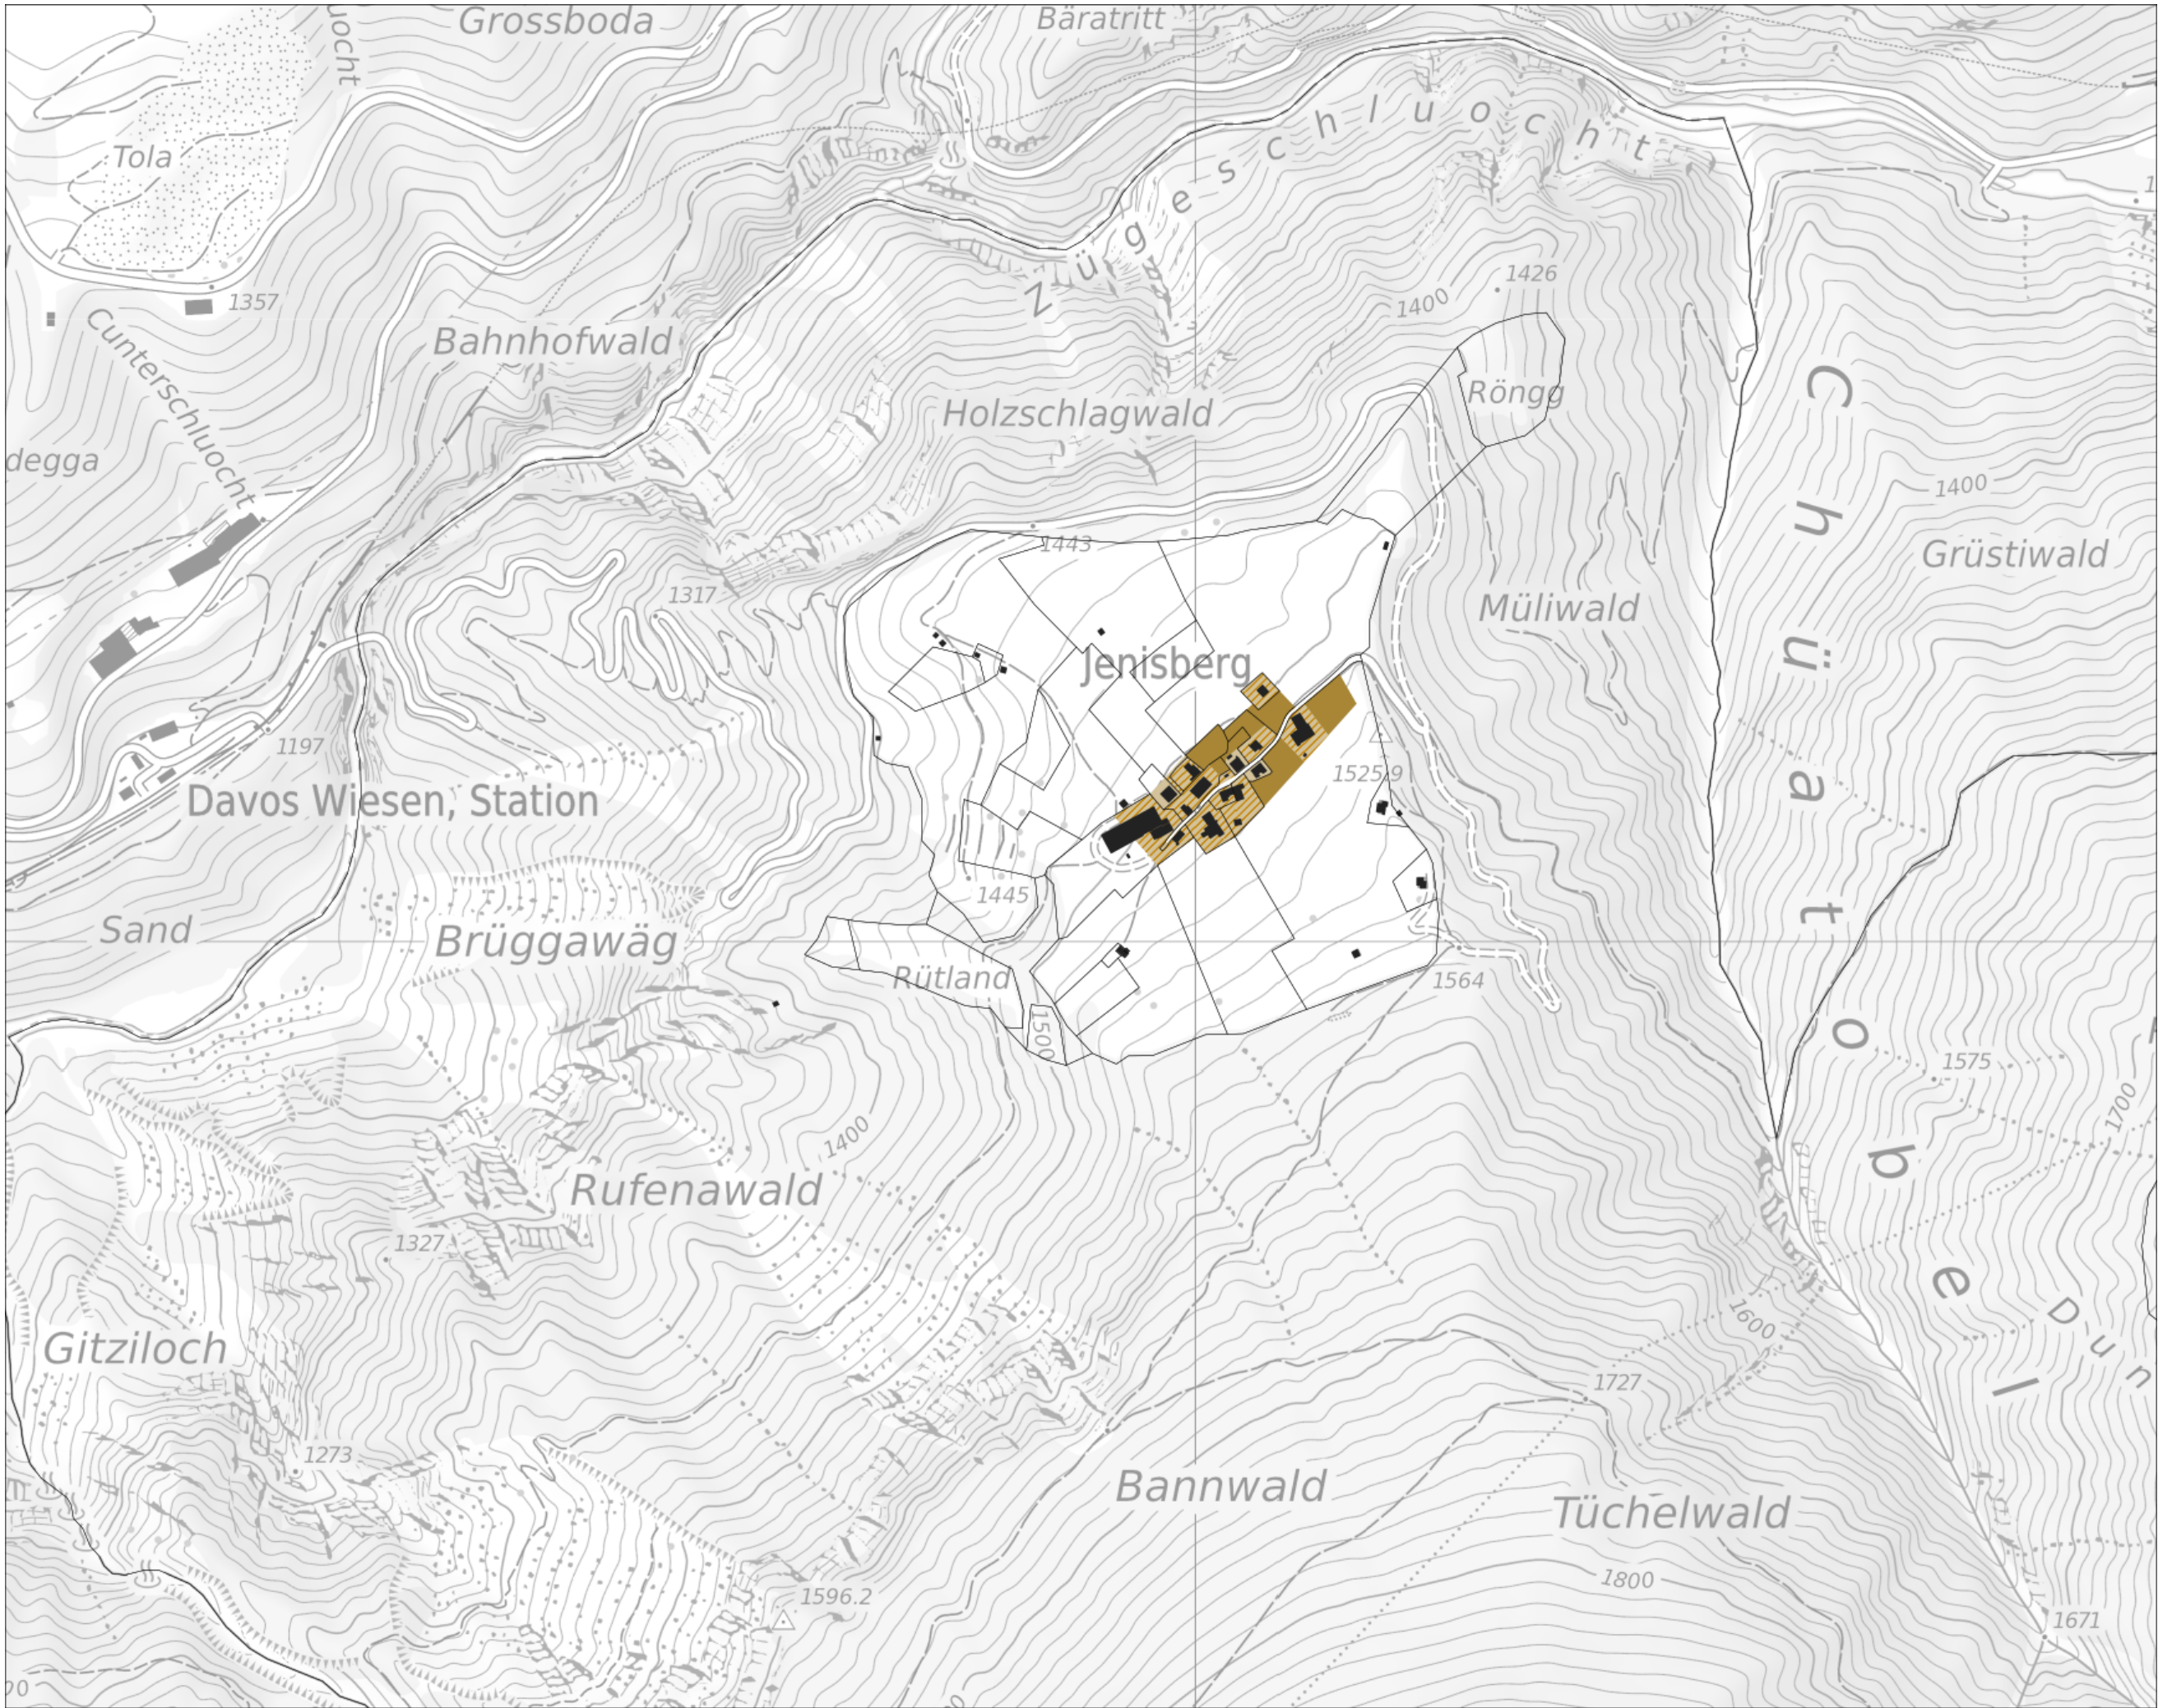 Grossboda
Bäratritt
Tola
Zügeschluocht
1357
1426
1400
Cunterschluocht
Bahnhofwald
Röngg
Holzschlagwald
degga
1400
Chüatobel
1443
Grüstiwald
1317
Müliwald
Jenisberg
1197
1525.9
Davos Wiesen, Station
1445
Sand
Brüggawäg
Rütland
1564
1500
1575
1700
1400
Rufenawald
1327
1600
Gitziloch
Dun
1727
1273
Bannwald
Tüchelwald
1800
1596.2
1671